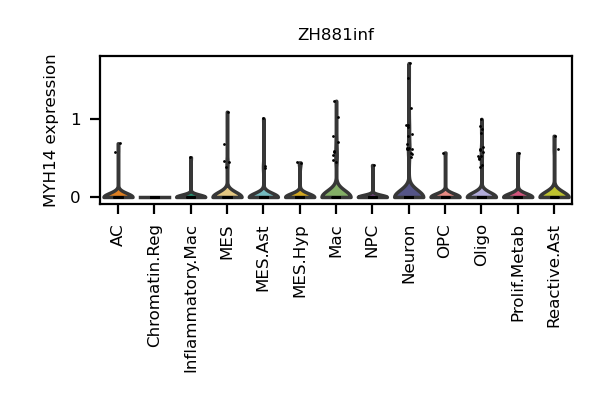 ZH881inf
MYH14 expression
1
0
AC
Chromatin.Reg
Inflammatory.Mac
MES
MES.Ast
MES.Hyp
Mac
NPC
Neuron
OPC
Oligo
Prolif.Metab
Reactive.Ast